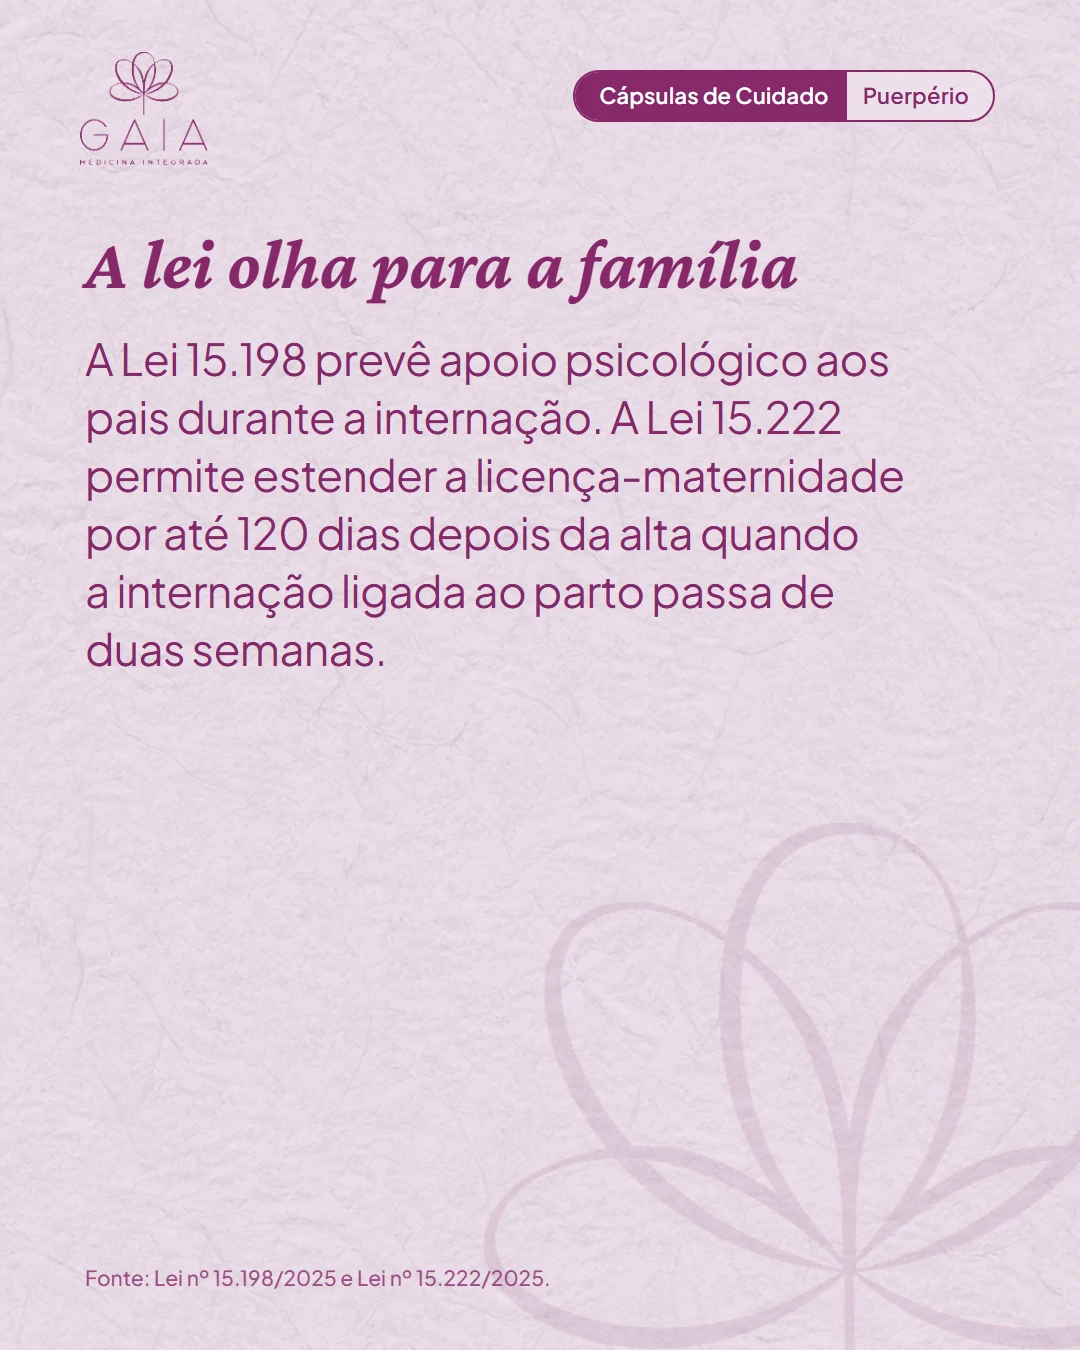 GAIA
MEDICINA INTEGRADA
Cápsulas de Cuidado Puerpério
A lei olha para a família
A Lei 15.198 prevê apoio psicológico aos
pais durante a internação. A Lei 15.222
permite estender a licença-maternidade
por até 120 dias depois da alta quando
a internação ligada ao parto passa de
duas semanas.
Fonte: Lei nº 15.198/2025 e Lei nº 15.222/2025.